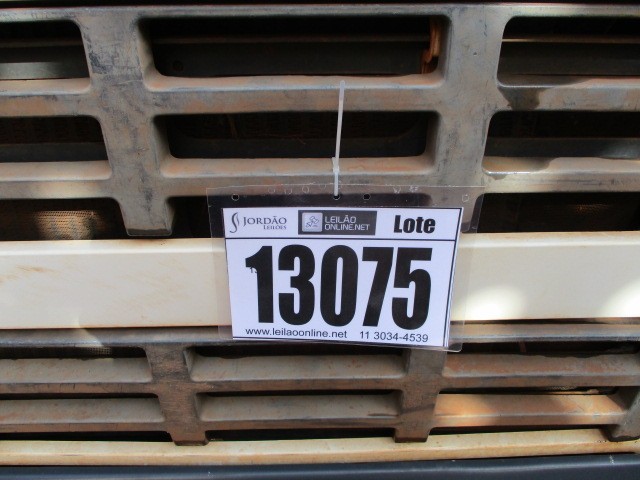 JORDÃO LEILÕES
LEILÃO ONLINE.NET
Lote
13075
www.leilaoonline.net 11 3034-4539